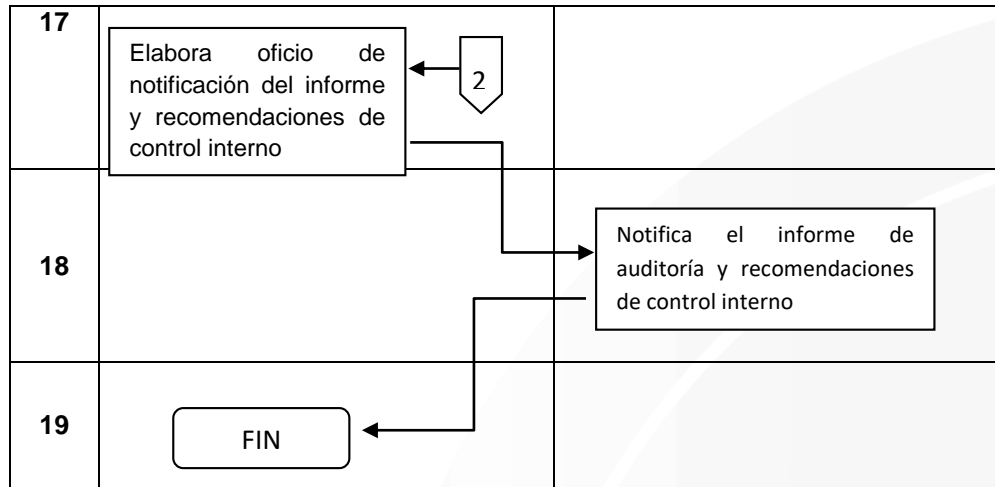 17
Elabora oficio de
notificación del informe
y recomendaciones de
control interno
2
18
Notifica el informe de
auditoría y recomendaciones
de control interno
19
FIN